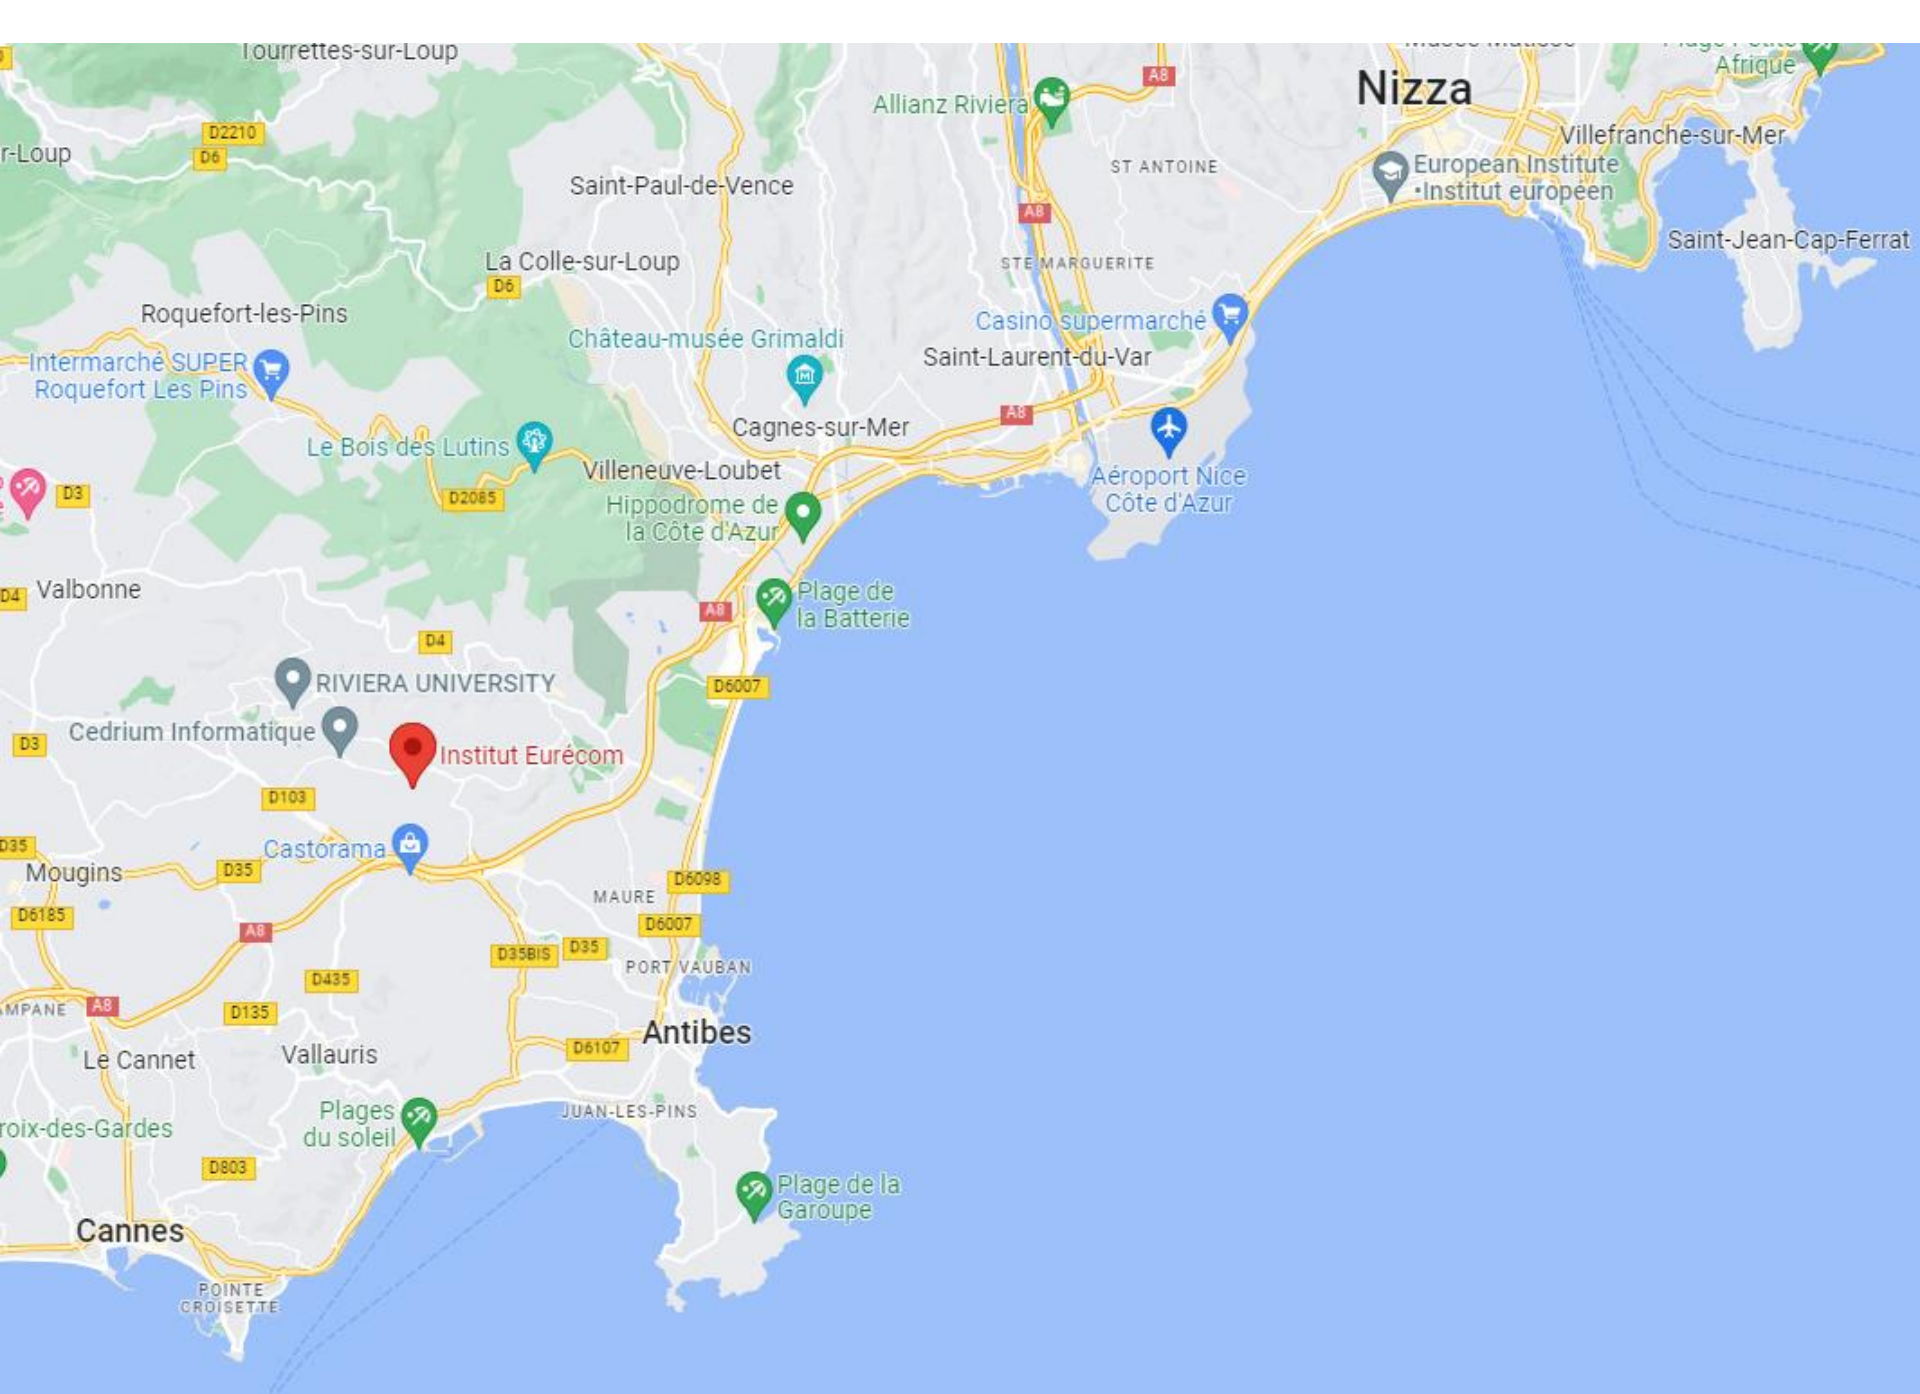 Tourrettes-sur-Loup
Afrique
Nizza
A8
Allianz Riviera
D2210
D6
r-Loup
Villefranche-sur-Mer
ST ANTOINE
European Institute
•Institut européen
Saint-Paul-de-Vence
A8
Saint-Jean-Cap-Ferrat
La Colle-sur-Loup
D6
STE MARGUERITE
Roquefort-les-Pins
Casino supermarché
Château-musée Grimaldi
Saint-Laurent-du-Var
Intermarché SUPER
Roquefort Les Pins
A8
Cagnes-sur-Mer
Le Bois des Lutins
Villeneuve-Loubet
Aéroport Nice
Côte d'Azur
D3
D2085
Hippodrome de
la Côte d'Azur
D4
Valbonne
Plage de
la Batterie
A8
D4
RIVIERA UNIVERSITY
D6007
Cedrium Informatique
D3
Institut Eurécom
D103
D35
Castorama
Mougins
D35
D6098
MAURE
D6185
D6007
A8
D35BIS
D35
PORT VAUBAN
D435
AMPANE
A8
D135
Antibes
Le Cannet
Vallauris
D6107
Plages
du soleil
JUAN-LES-PINS
roix-des-Gardes
D803
Plage de la
Garoupe
Cannes
POINTE
CROISETTE